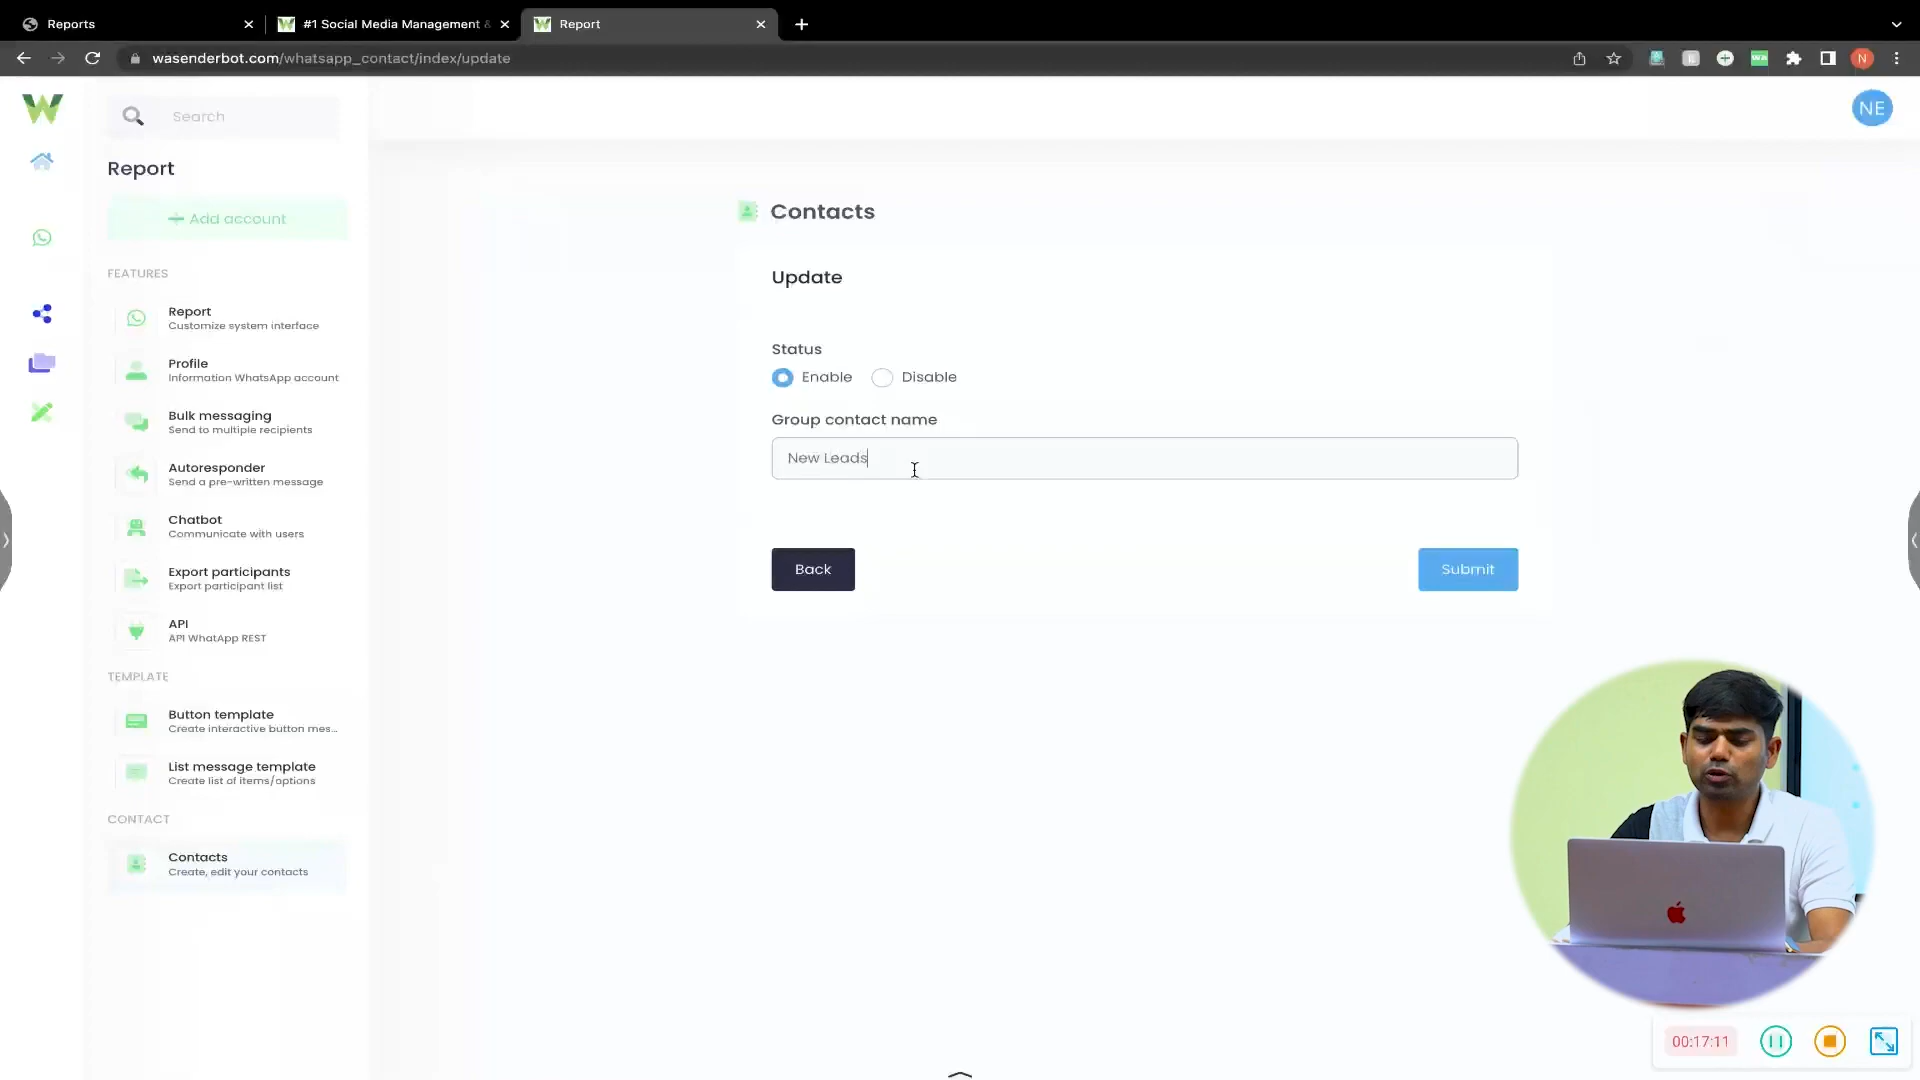 Reports
#1 Social Media Management &
Report
wasenderbot.com/whatsapp_contact/index/update
N
W
Search
NE
Report
Add account
FEATURES
Report
Customize system interface
Profile
Information WhatsApp account
Bulk messaging
Send to multiple recipients
Autoresponder
Send a pre-written message
Chatbot
Communicate with users
Export participants
Export participant list
API
API WhatApp REST
TEMPLATE
Button template
Create interactive button mes...
List message template
Create list of items/options
CONTACT
Contacts
Create, edit your contacts
Contacts
Update
Status
Enable
Disable
Group contact name
New Leads
Back
Submit
00:17:11